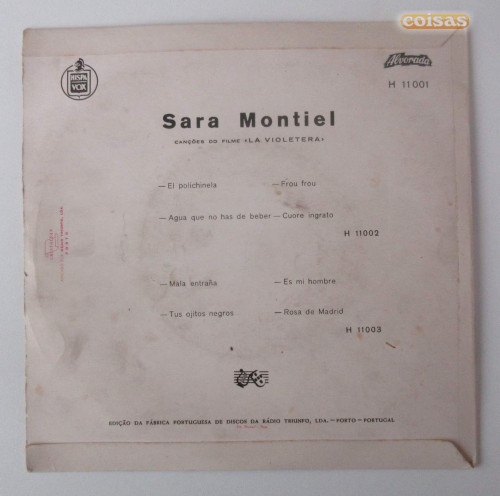 coisas
HISPA
VOX
Alvorada
H 11001
Sara Montiel
CANÇÕES DO FILME «LA VIOLETERA»
— El polichinela
— Frou frou
— Agua que no has de beber
— Cuore ingrato
H 11002
— Mala entraña
— Es mi hombre
— Tus ojitos negros
— Rosa de Madrid
H 11003
EDIÇÃO DA FÁBRICA PORTUGUESA DE DISCOS DA RÁDIO TRIUNFO, LDA. — PORTO — PORTUGAL